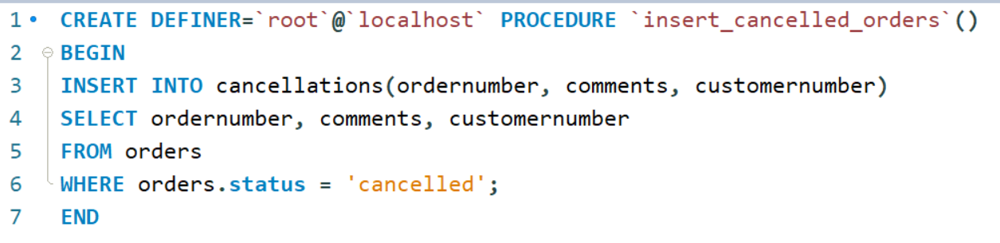 1 CREATE DEFINER=`root`@`localhost` PROCEDURE `insert_cancelled_orders`()
2 BEGIN
3 INSERT INTO cancellations(ordernumber, comments, customernumber)
4 SELECT ordernumber, comments, customernumber
5 FROM orders
6 WHERE orders.status = 'cancelled';
7 END